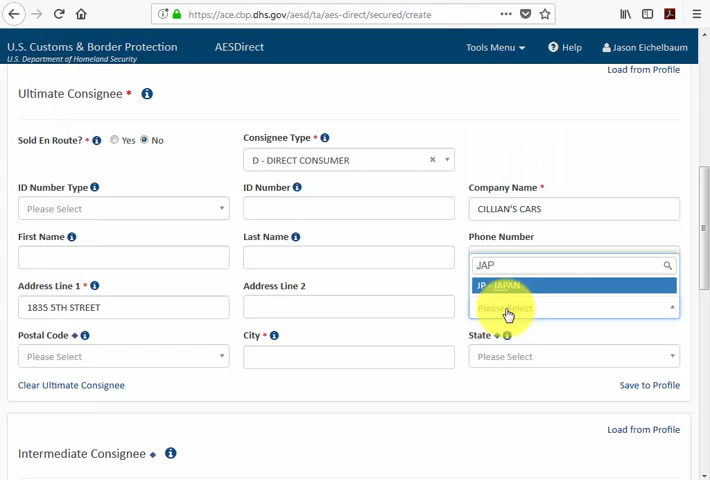 https://ace.cbp.dhs.gov/aesd/ta/aes-direct/secured/create
U.S. Customs & Border Protection
U.S. Department of Homeland Security
AESDirect
Tools Menu
Help
Jason Eichelbaum
Load from Profile
Ultimate Consignee *
Sold En Route? *
Yes
No
Consignee Type *
D - DIRECT CONSUMER
ID Number Type
ID Number
Company Name *
Please Select
CILLIAN'S CARS
First Name
Last Name
Phone Number
JAP
Address Line 1 *
Address Line 2
JP - JAPAN
1835 5TH STREET
Please Select
Postal Code
City *
State
Please Select
Please Select
Clear Ultimate Consignee
Save to Profile
Load from Profile
Intermediate Consignee